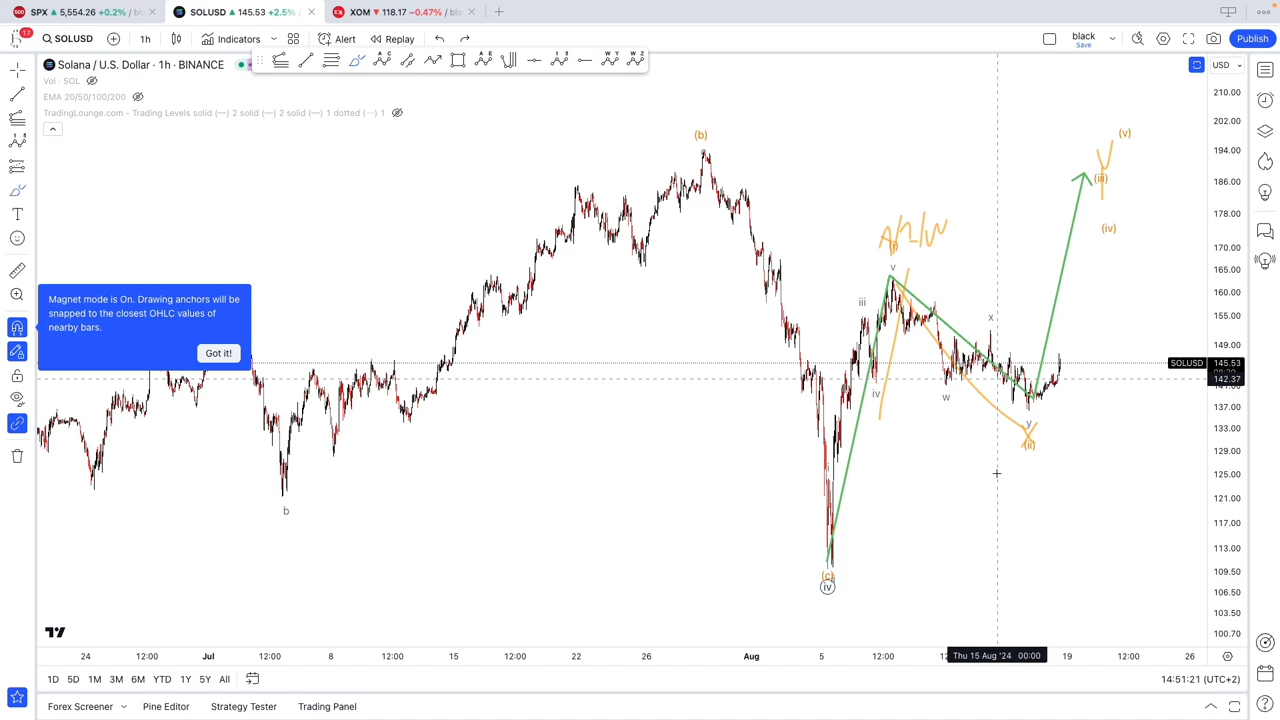 SPX 5,554.26 +0.2% / bla
SOLUSD 145.53 +2.5%
XOM 118.17 −0.47% / bla
17
SOLUSD
1h
Indicators
Alert
Replay
black
Save
Publish
Solana / U.S. Dollar · 1h · BINANCE
USD
Vol · SOL
EMA 20/50/100/200
TradingLounge.com - Trading Levels solid (—) 2 solid (—) 2 solid (—) 1 dotted (—) 1
210.00
202.00
194.00
186.00
178.00
170.00
165.00
160.00
155.00
149.00
SOLUSD 145.53
142.37
137.00
133.00
129.00
125.00
121.00
117.00
113.00
109.50
106.50
103.50
100.70
(b)
(v)
(iii)
(iv)
(i)
v
iii
iv
x
w
y
(ii)
b
(c)
iv
Magnet mode is On. Drawing anchors will be
snapped to the closest OHLC values of
nearby bars.
Got it!
24
12:00
Jul
12:00
8
12:00
15
12:00
22
26
Aug
5
12:00
Thu 15 Aug '24 00:00
19
12:00
26
1D 5D 1M 3M 6M YTD 1Y 5Y All
14:51:21 (UTC+2)
Forex Screener
Pine Editor
Strategy Tester
Trading Panel